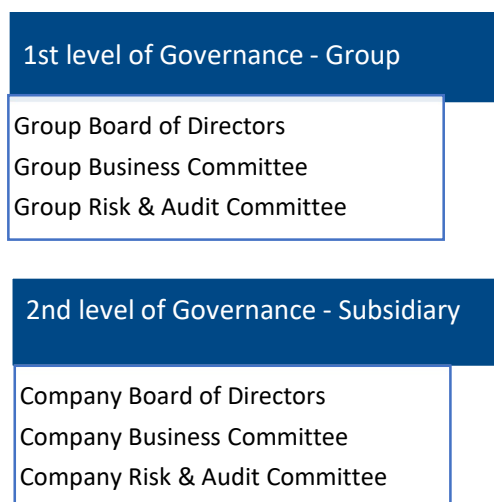 1st level of Governance - Group
Group Board of Directors
Group Business Committee
Group Risk & Audit Committee
2nd level of Governance - Subsidiary
Company Board of Directors
Company Business Committee
Company Risk & Audit Committee